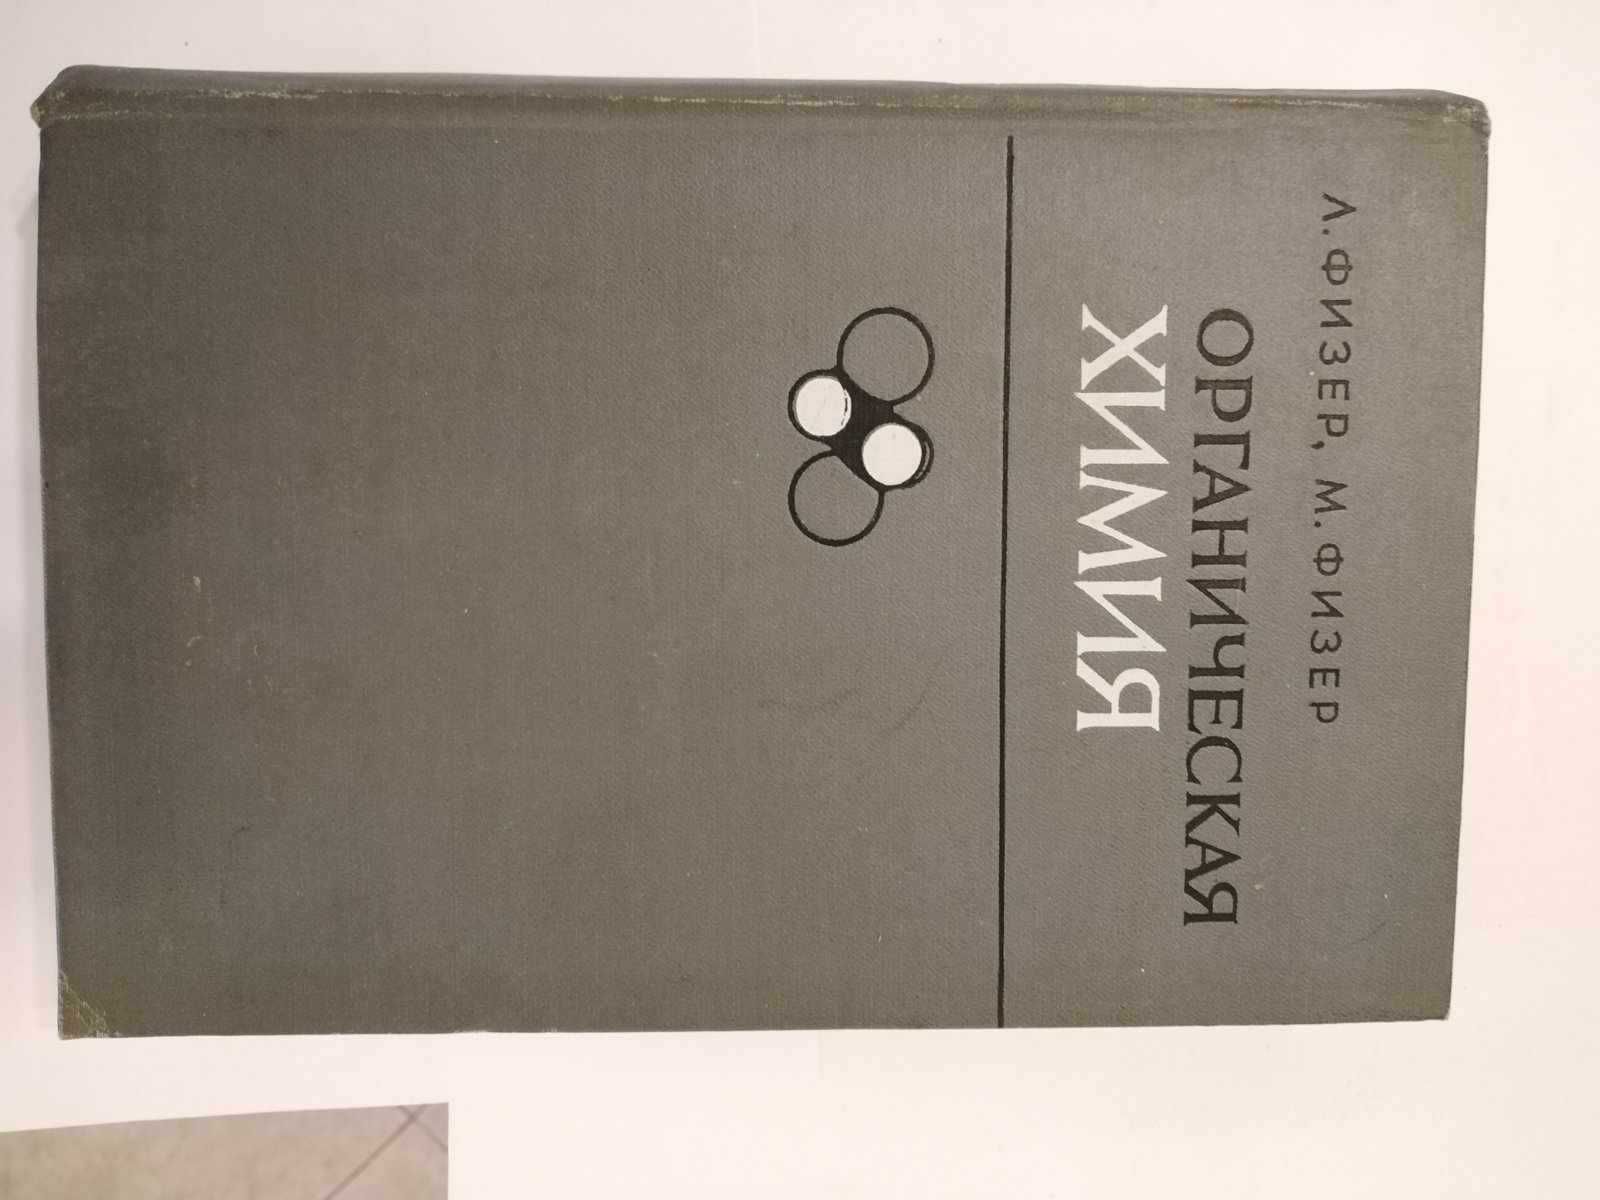 Л. ФИЗЕР, М. ФИЗЕР
ОРГАНИЧЕСКАЯ
ХИМИЯ